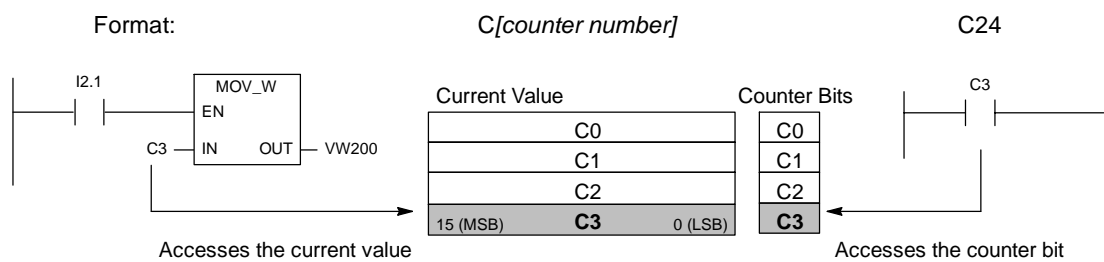 Format: C[counter number] C24
I2.1
MOV_W
EN
C3 IN OUT VW200
Current Value Counter Bits
C0 C0
C1 C1
C2 C2
15 (MSB) C3 0 (LSB) C3
C3
Accesses the current value Accesses the counter bit